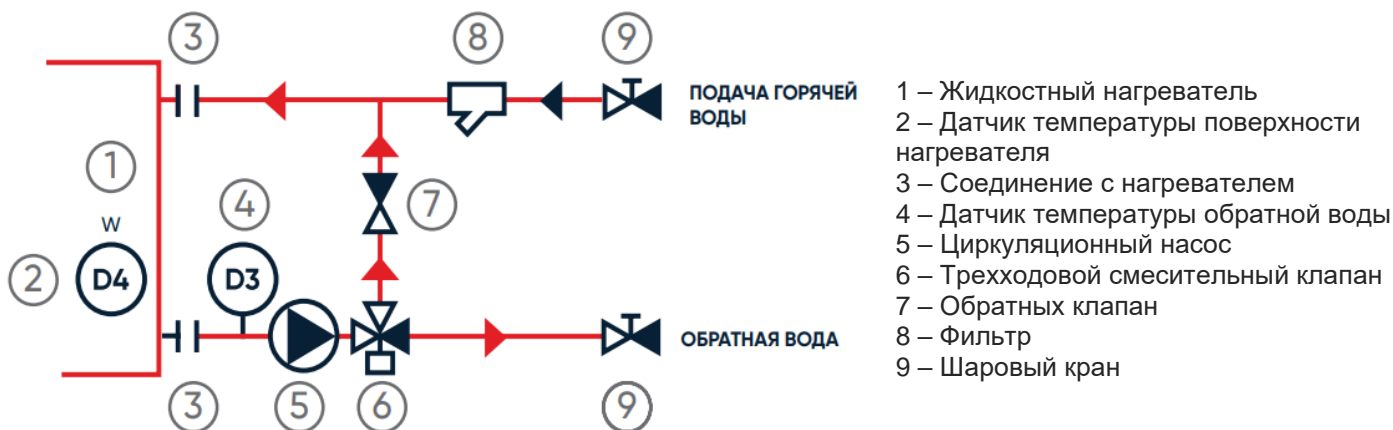 3
8
9
ПОДАЧА ГОРЯЧЕЙ
ВОДЫ
1
4
7
W
2
D4
D3
ОБРАТНАЯ ВОДА
3
5
6
9
1 – Жидкостный нагреватель
2 – Датчик температуры поверхности
нагревателя
3 – Соединение с нагревателем
4 – Датчик температуры обратной воды
5 – Циркуляционный насос
6 – Трехходовой смесительный клапан
7 – Обратных клапан
8 – Фильтр
9 – Шаровый кран